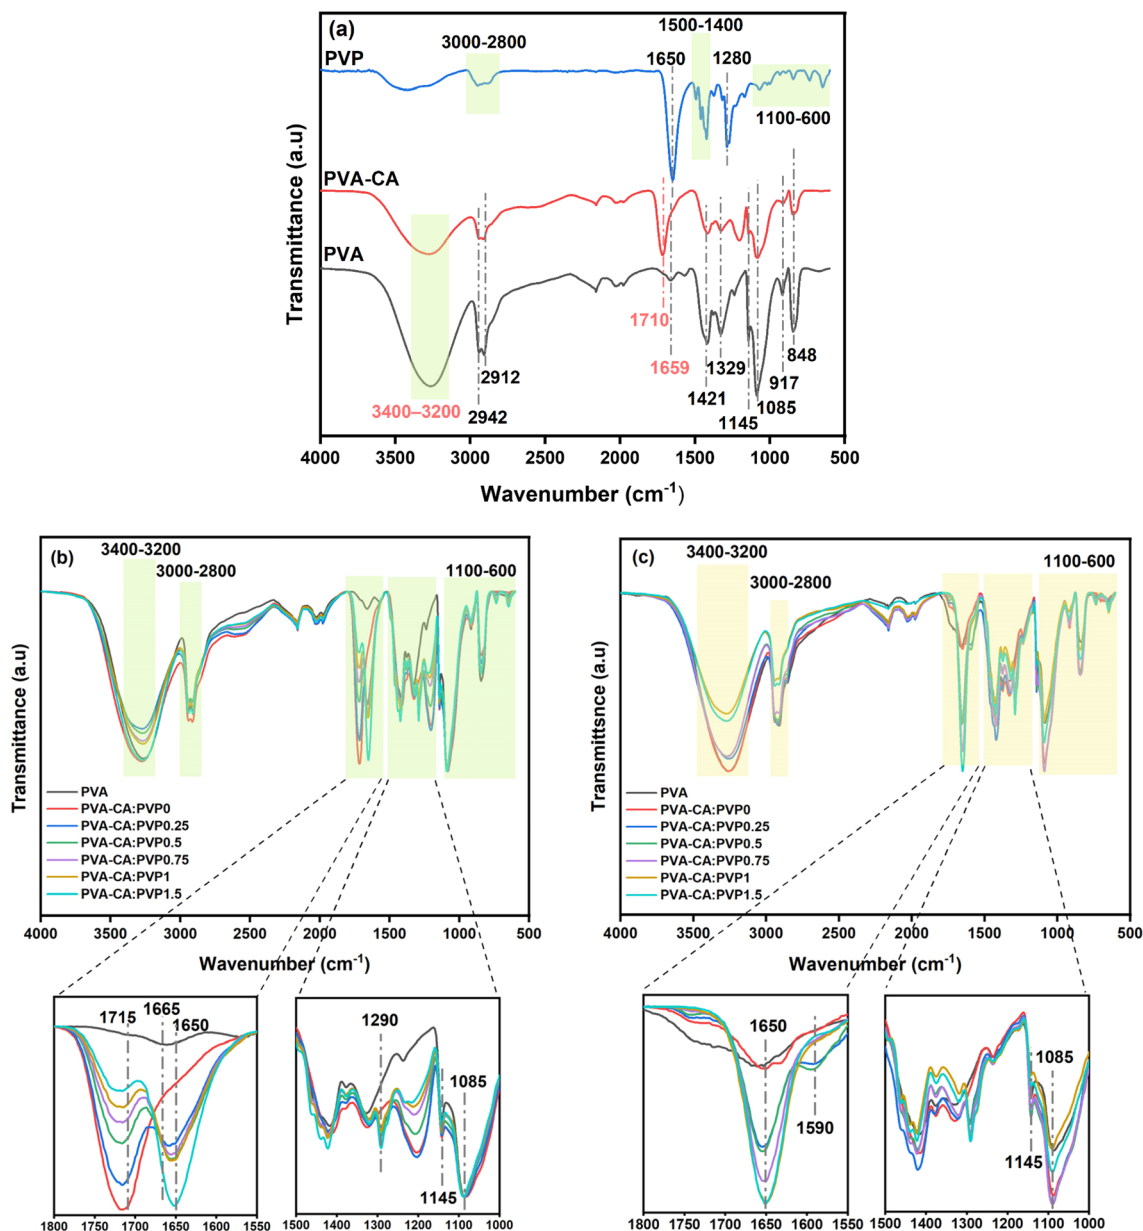 (a)
1500-1400
3000-2800
PVP
1650
1280
1100-600
PVA-CA
PVA
1710
1659
3400–3200
2912
2942
1421
1329
1145
1085
917
848
Transmittance (a.u)
4000 3500 3000 2500 2000 1500 1000 500
Wavenumber (cm-1)
(b)
3400-3200
3000-2800
1100-600
Transmittance (a.u)
PVA
PVA-CA:PVP0
PVA-CA:PVP0.25
PVA-CA:PVP0.5
PVA-CA:PVP0.75
PVA-CA:PVP1
PVA-CA:PVP1.5
4000 3500 3000 2500 2000 1500 1000 500
Wavenumber (cm-1)
1715
1665
1650
1800 1750 1700 1650 1600 1550
1290
1085
1145
1500 1400 1300 1200 1100 1000
(c)
3400-3200
3000-2800
1100-600
Transmittsnce (a.u)
PVA
PVA-CA:PVP0
PVA-CA:PVP0.25
PVA-CA:PVP0.5
PVA-CA:PVP0.75
PVA-CA:PVP1
PVA-CA:PVP1.5
4000 3500 3000 2500 2000 1500 1000 500
Wavenumber (cm-1)
1650
1590
1800 1750 1700 1650 1600 1550
1085
1145
1500 1400 1300 1200 1100 1000